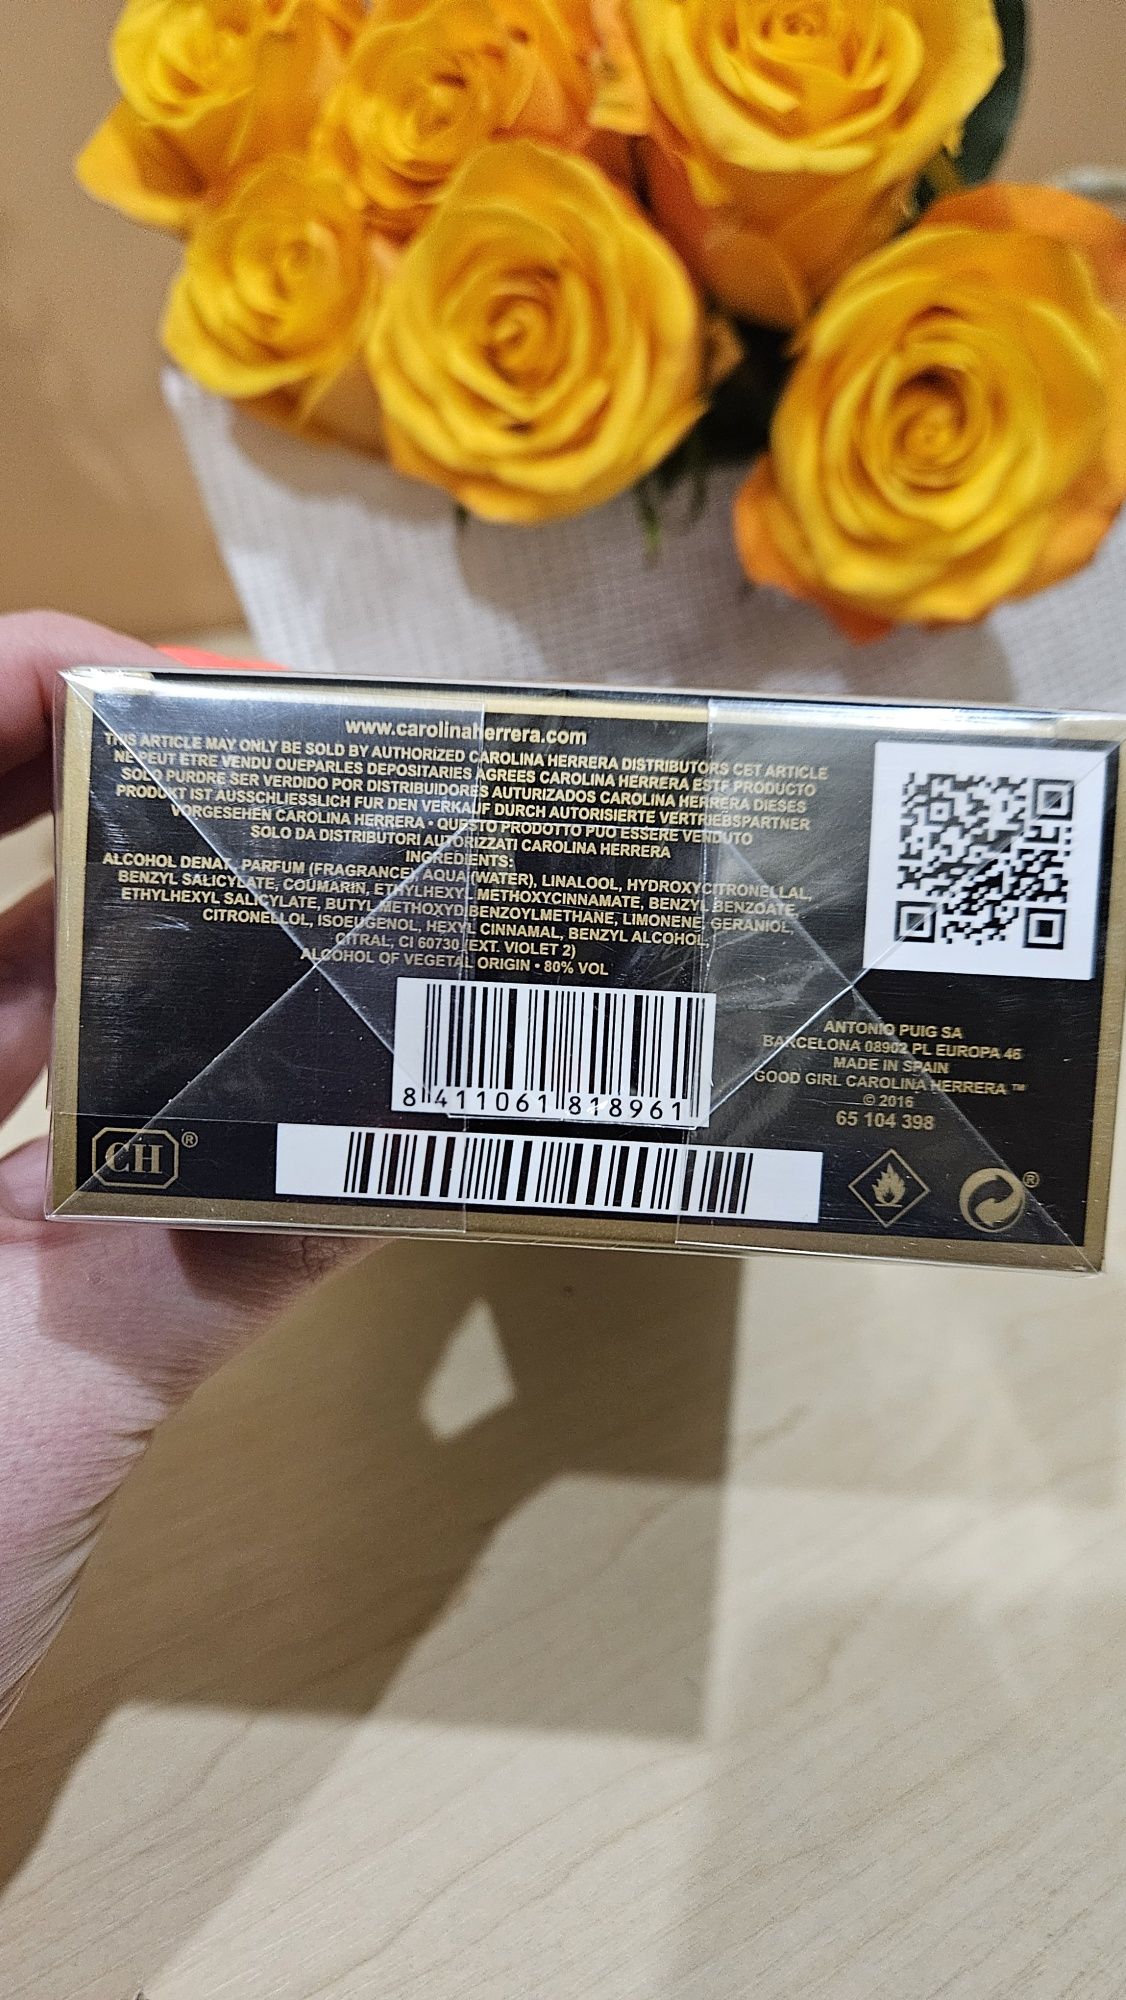 www.carolinaherrera.com
THIS ARTICLE MAY ONLY BE SOLD BY AUTHORIZED CAROLINA HERRERA DISTRIBUTORS CET ARTICLE
NE PEUT ETRE VENDU QUEPARLES DEPOSITARIES AGREES CAROLINA HERRERA ESTF PRODUCTO
SOLO PURDRE SER VERDIDO POR DISTRIBUIDORES AUTURIZADOS CAROLINA HERRERA DIESES
PRODUKT IST AUSSCHLIESSLICH FUR DEN VERKAUF DURCH AUTORISIERTE VERTRIEBSPARTNER
VORGESEHEN CAROLINA HERRERA • QUESTO PRODOTTO PUO ESSERE VENDUTO
SOLO DA DISTRIBUTORI AUTORIZZATI CAROLINA HERRERA
INGREDIENTS:
ALCOHOL DENAT, PARFUM (FRAGRANCE), AQUA (WATER), LINALOOL, HYDROXYCITRONELLAL,
BENZYL SALICYLATE, COUMARIN, ETHYLHEXYL METHOXYCINNAMATE, BENZYL BENZOATE,
ETHYLHEXYL SALICYLATE, BUTYL METHOXYDIBENZOYLMETHANE, LIMONENE, GERANIOL,
CITRONELLOL, ISOEUGENOL, HEXYL CINNAMAL, BENZYL ALCOHOL,
CITRAL, CI 60730 (EXT. VIOLET 2)
ALCOHOL OF VEGETAL ORIGIN • 80% VOL
8 411061 818961
ANTONIO PUIG SA
BARCELONA 08902 PL EUROPA 46
MADE IN SPAIN
GOOD GIRL CAROLINA HERRERA ™
© 2016
65 104 398
CH ®
®